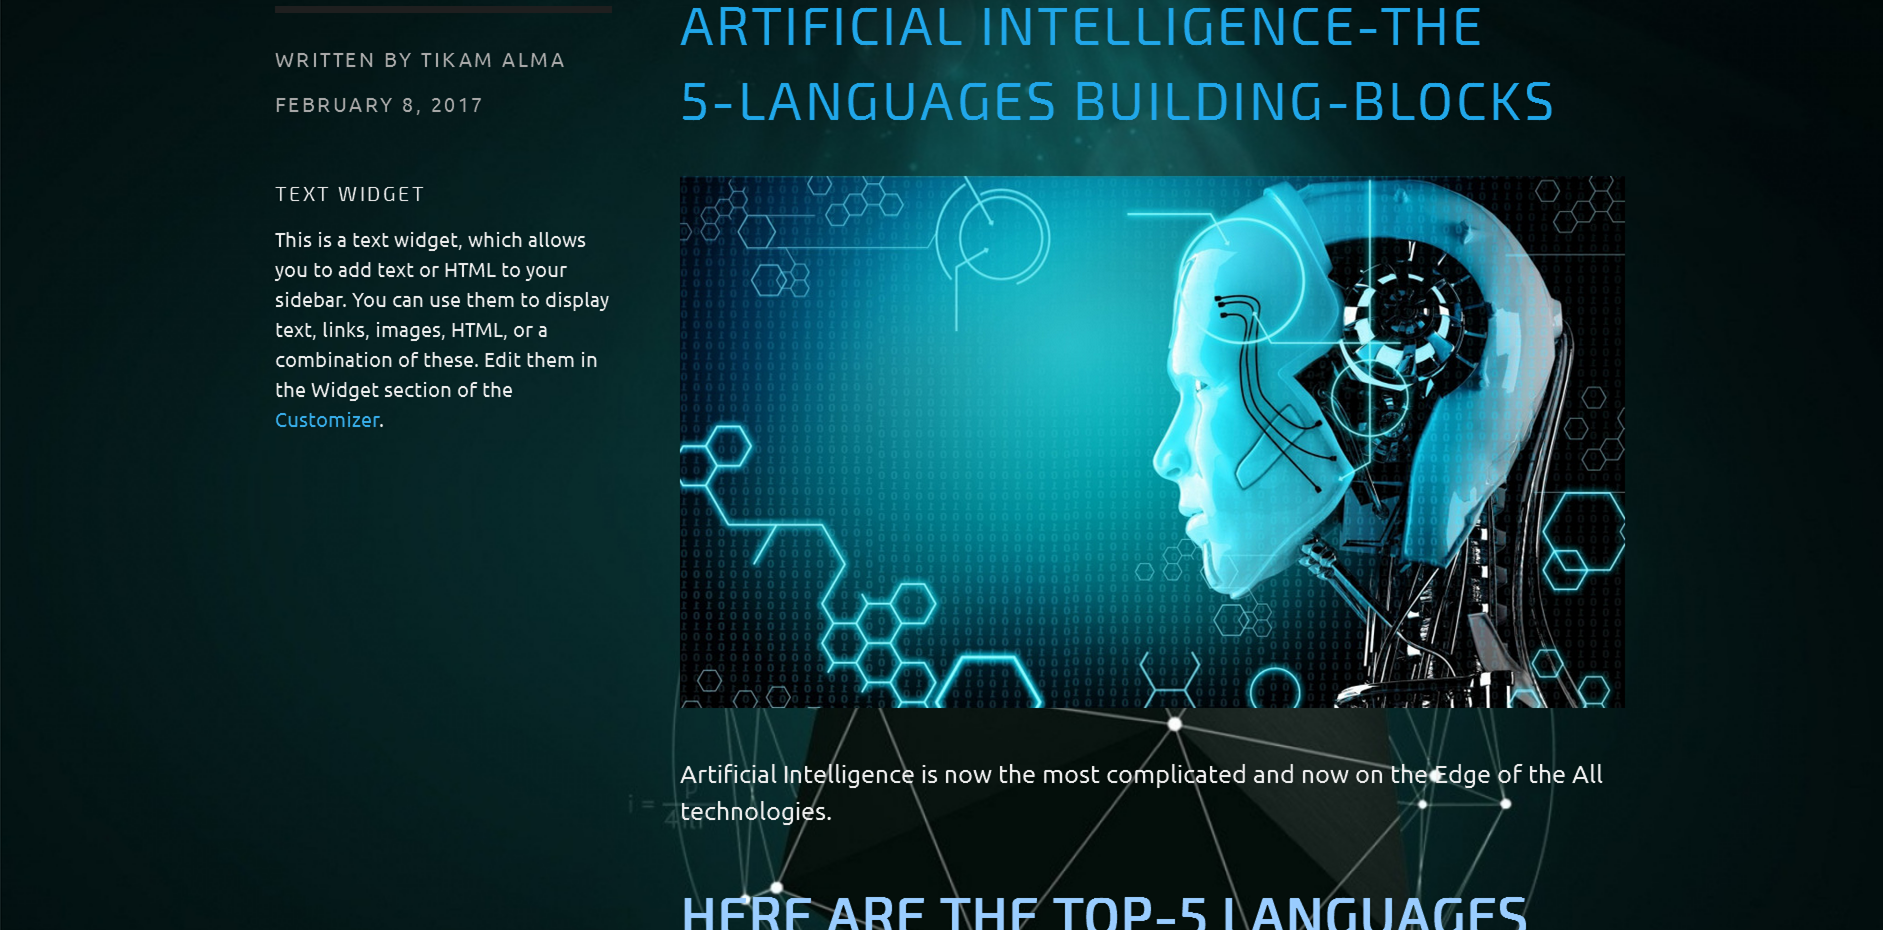 WRITTEN BY TIKAM ALMA
FEBRUARY 8, 2017
TEXT WIDGET
This is a text widget, which allows
you to add text or HTML to your
sidebar. You can use them to display
text, links, images, HTML, or a
combination of these. Edit them in
the Widget section of the
Customizer.
ARTIFICIAL INTELLIGENCE-THE
5-LANGUAGES BUILDING-BLOCKS
Artificial Intelligence is now the most complicated and now on the Edge of the All
technologies.
HERE ARE THE TOP-5 LANGUAGES